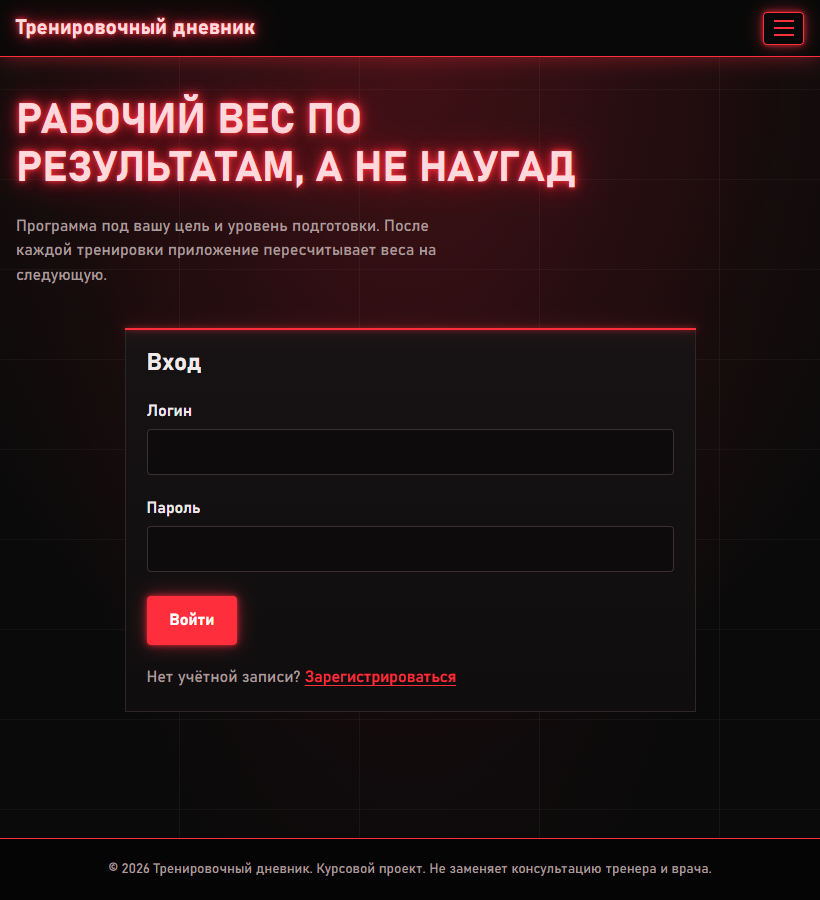 Тренировочный дневник
РАБОЧИЙ ВЕС ПО
РЕЗУЛЬТАТАМ, А НЕ НАУГАД
Программа под вашу цель и уровень подготовки. После
каждой тренировки приложение пересчитывает веса на
следующую.
Вход
Логин
Пароль
Войти
Нет учётной записи? Зарегистрироваться
© 2026 Тренировочный дневник. Курсовой проект. Не заменяет консультацию тренера и врача.